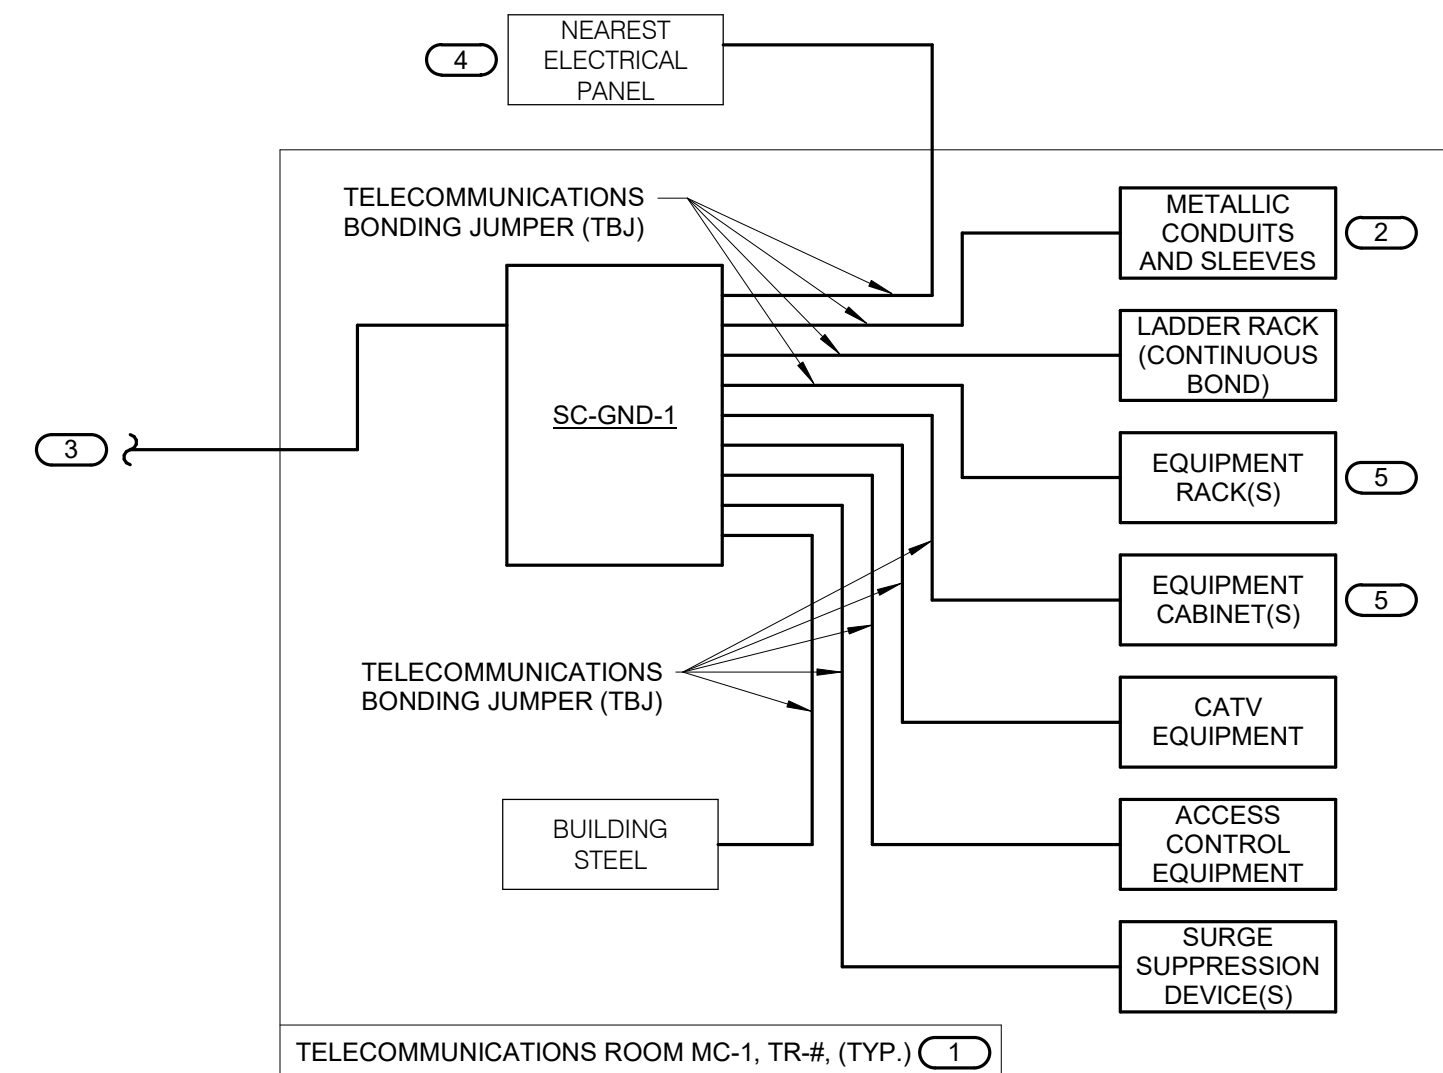 NEAREST
ELECTRICAL
PANEL
4
TELECOMMUNICATIONS
BONDING JUMPER (TBJ)
METALLIC
CONDUITS
AND SLEEVES
2
LADDER RACK
(CONTINUOUS
BOND)
SC-GND-1
3
EQUIPMENT
RACK(S)
5
EQUIPMENT
CABINET(S)
5
TELECOMMUNICATIONS
BONDING JUMPER (TBJ)
CATV
EQUIPMENT
BUILDING
STEEL
ACCESS
CONTROL
EQUIPMENT
SURGE
SUPPRESSION
DEVICE(S)
TELECOMMUNICATIONS ROOM MC-1, TR-#, (TYP.) 1